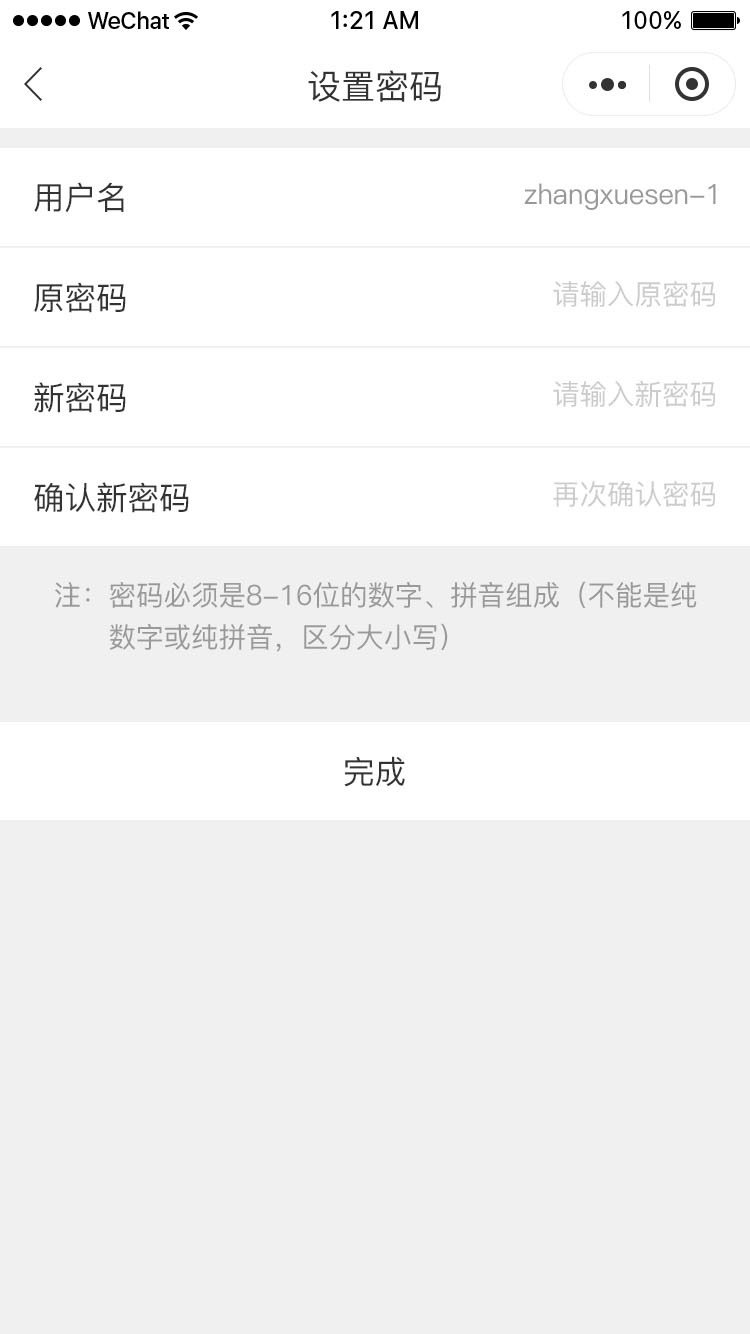 WeChat 1:21 AM 100%
设置密码
用户名 zhangxuesen-1
原密码 请输入原密码
新密码 请输入新密码
确认新密码 再次确认密码
注：密码必须是8-16位的数字、拼音组成（不能是纯
数字或纯拼音，区分大小写）
完成